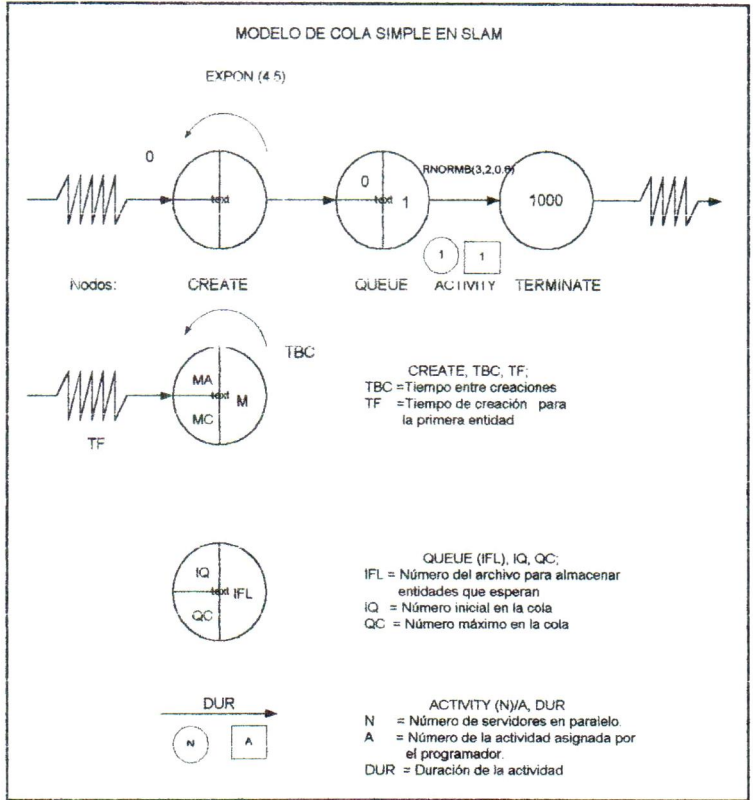 MODELO DE COLA SIMPLE EN SLAM
EXPON (4.5)
0
text
0
text
1
RNORMB(3,2,0.6)
1000
1
1
Nodos:
CREATE
QUEUE
ACTIVITY
TERMINATE
TBC
MA
text
M
MC
TF
CREATE, TBC, TF;
TBC =Tiempo entre creaciones
TF =Tiempo de creación para
la primera entidad
IQ
text
IFL
QC
QUEUE (IFL), IQ, QC;
IFL = Número del archivo para almacenar
entidades que esperan
IQ = Número inicial en la cola
QC = Número máximo en la cola
DUR
N
A
ACTIVITY (N)/A, DUR
N = Número de servidores en paralelo.
A = Número de la actividad asignada por
el programador.
DUR = Duración de la actividad